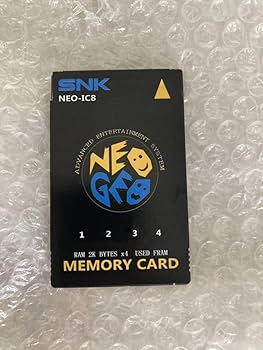 SNK
NEO-IC8
ADVANCED ENTERTAINMENT SYSTEM
NEO
GEO
1 2 3 4
RAM 2K BYTES x4 USED FRAM
MEMORY CARD